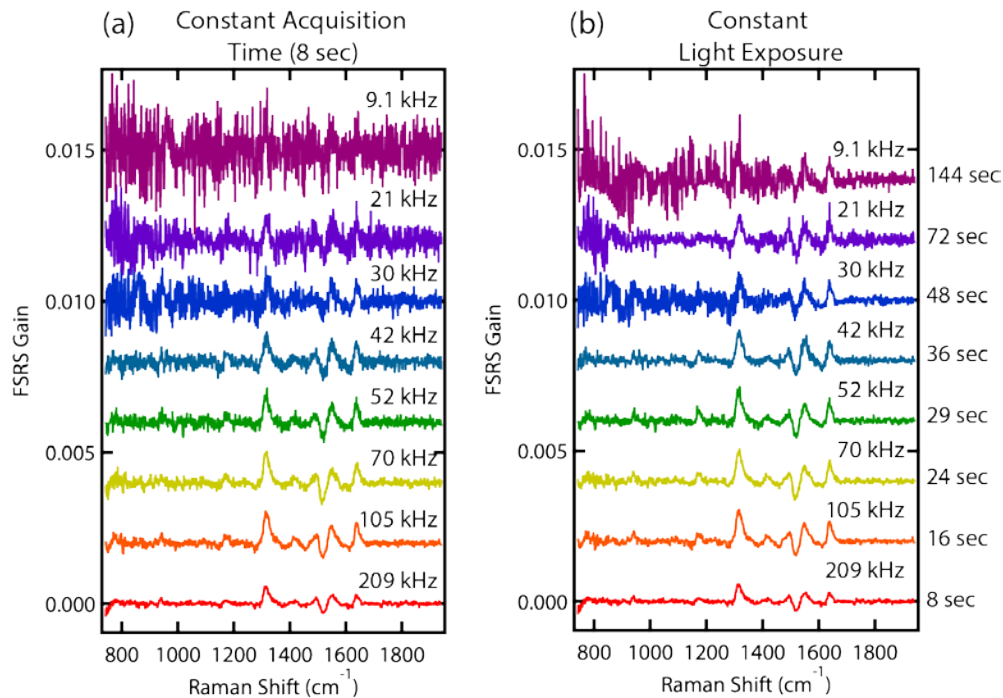 (a) Constant Acquisition
Time (8 sec)
9.1 kHz
21 kHz
30 kHz
42 kHz
52 kHz
70 kHz
105 kHz
209 kHz
0.015
0.010
0.005
0.000
FSRS Gain
800 1000 1200 1400 1600 1800
Raman Shift (cm⁻¹)
(b) Constant
Light Exposure
9.1 kHz
21 kHz
30 kHz
42 kHz
52 kHz
70 kHz
105 kHz
209 kHz
144 sec
72 sec
48 sec
36 sec
29 sec
24 sec
16 sec
8 sec
0.015
0.010
0.005
0.000
FSRS Gain
800 1000 1200 1400 1600 1800
Raman Shift (cm⁻¹)